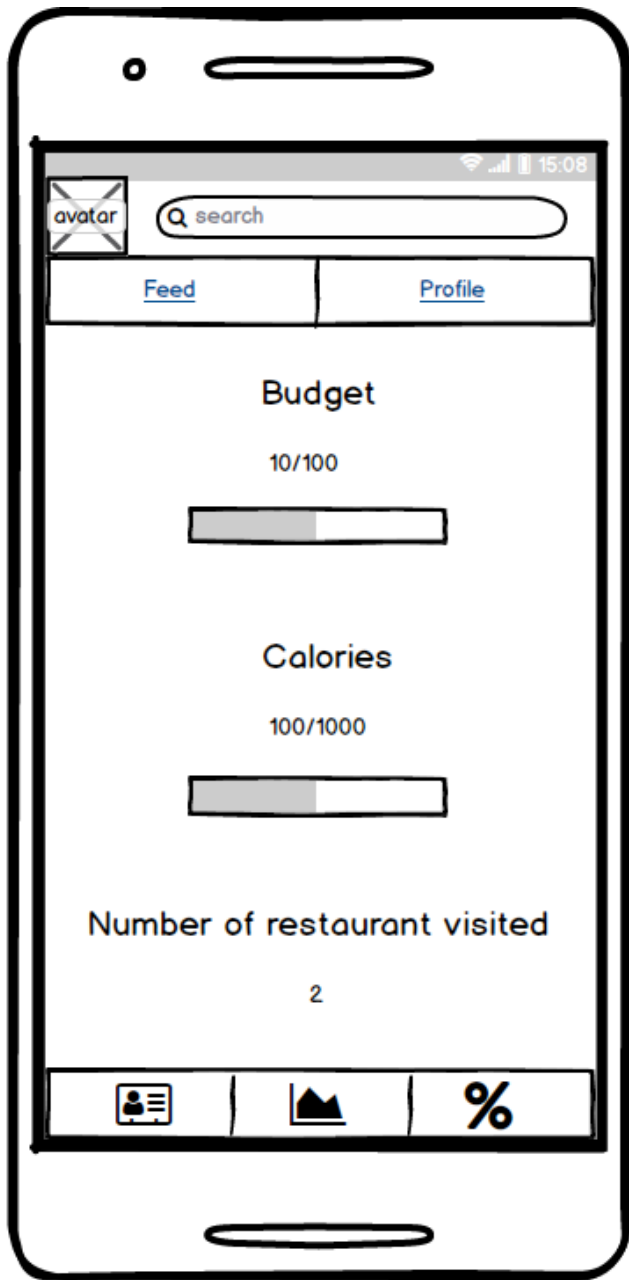 15:08
avatar
search
Feed
Profile
Budget
10/100
Calories
100/1000
Number of restaurant visited
2
%